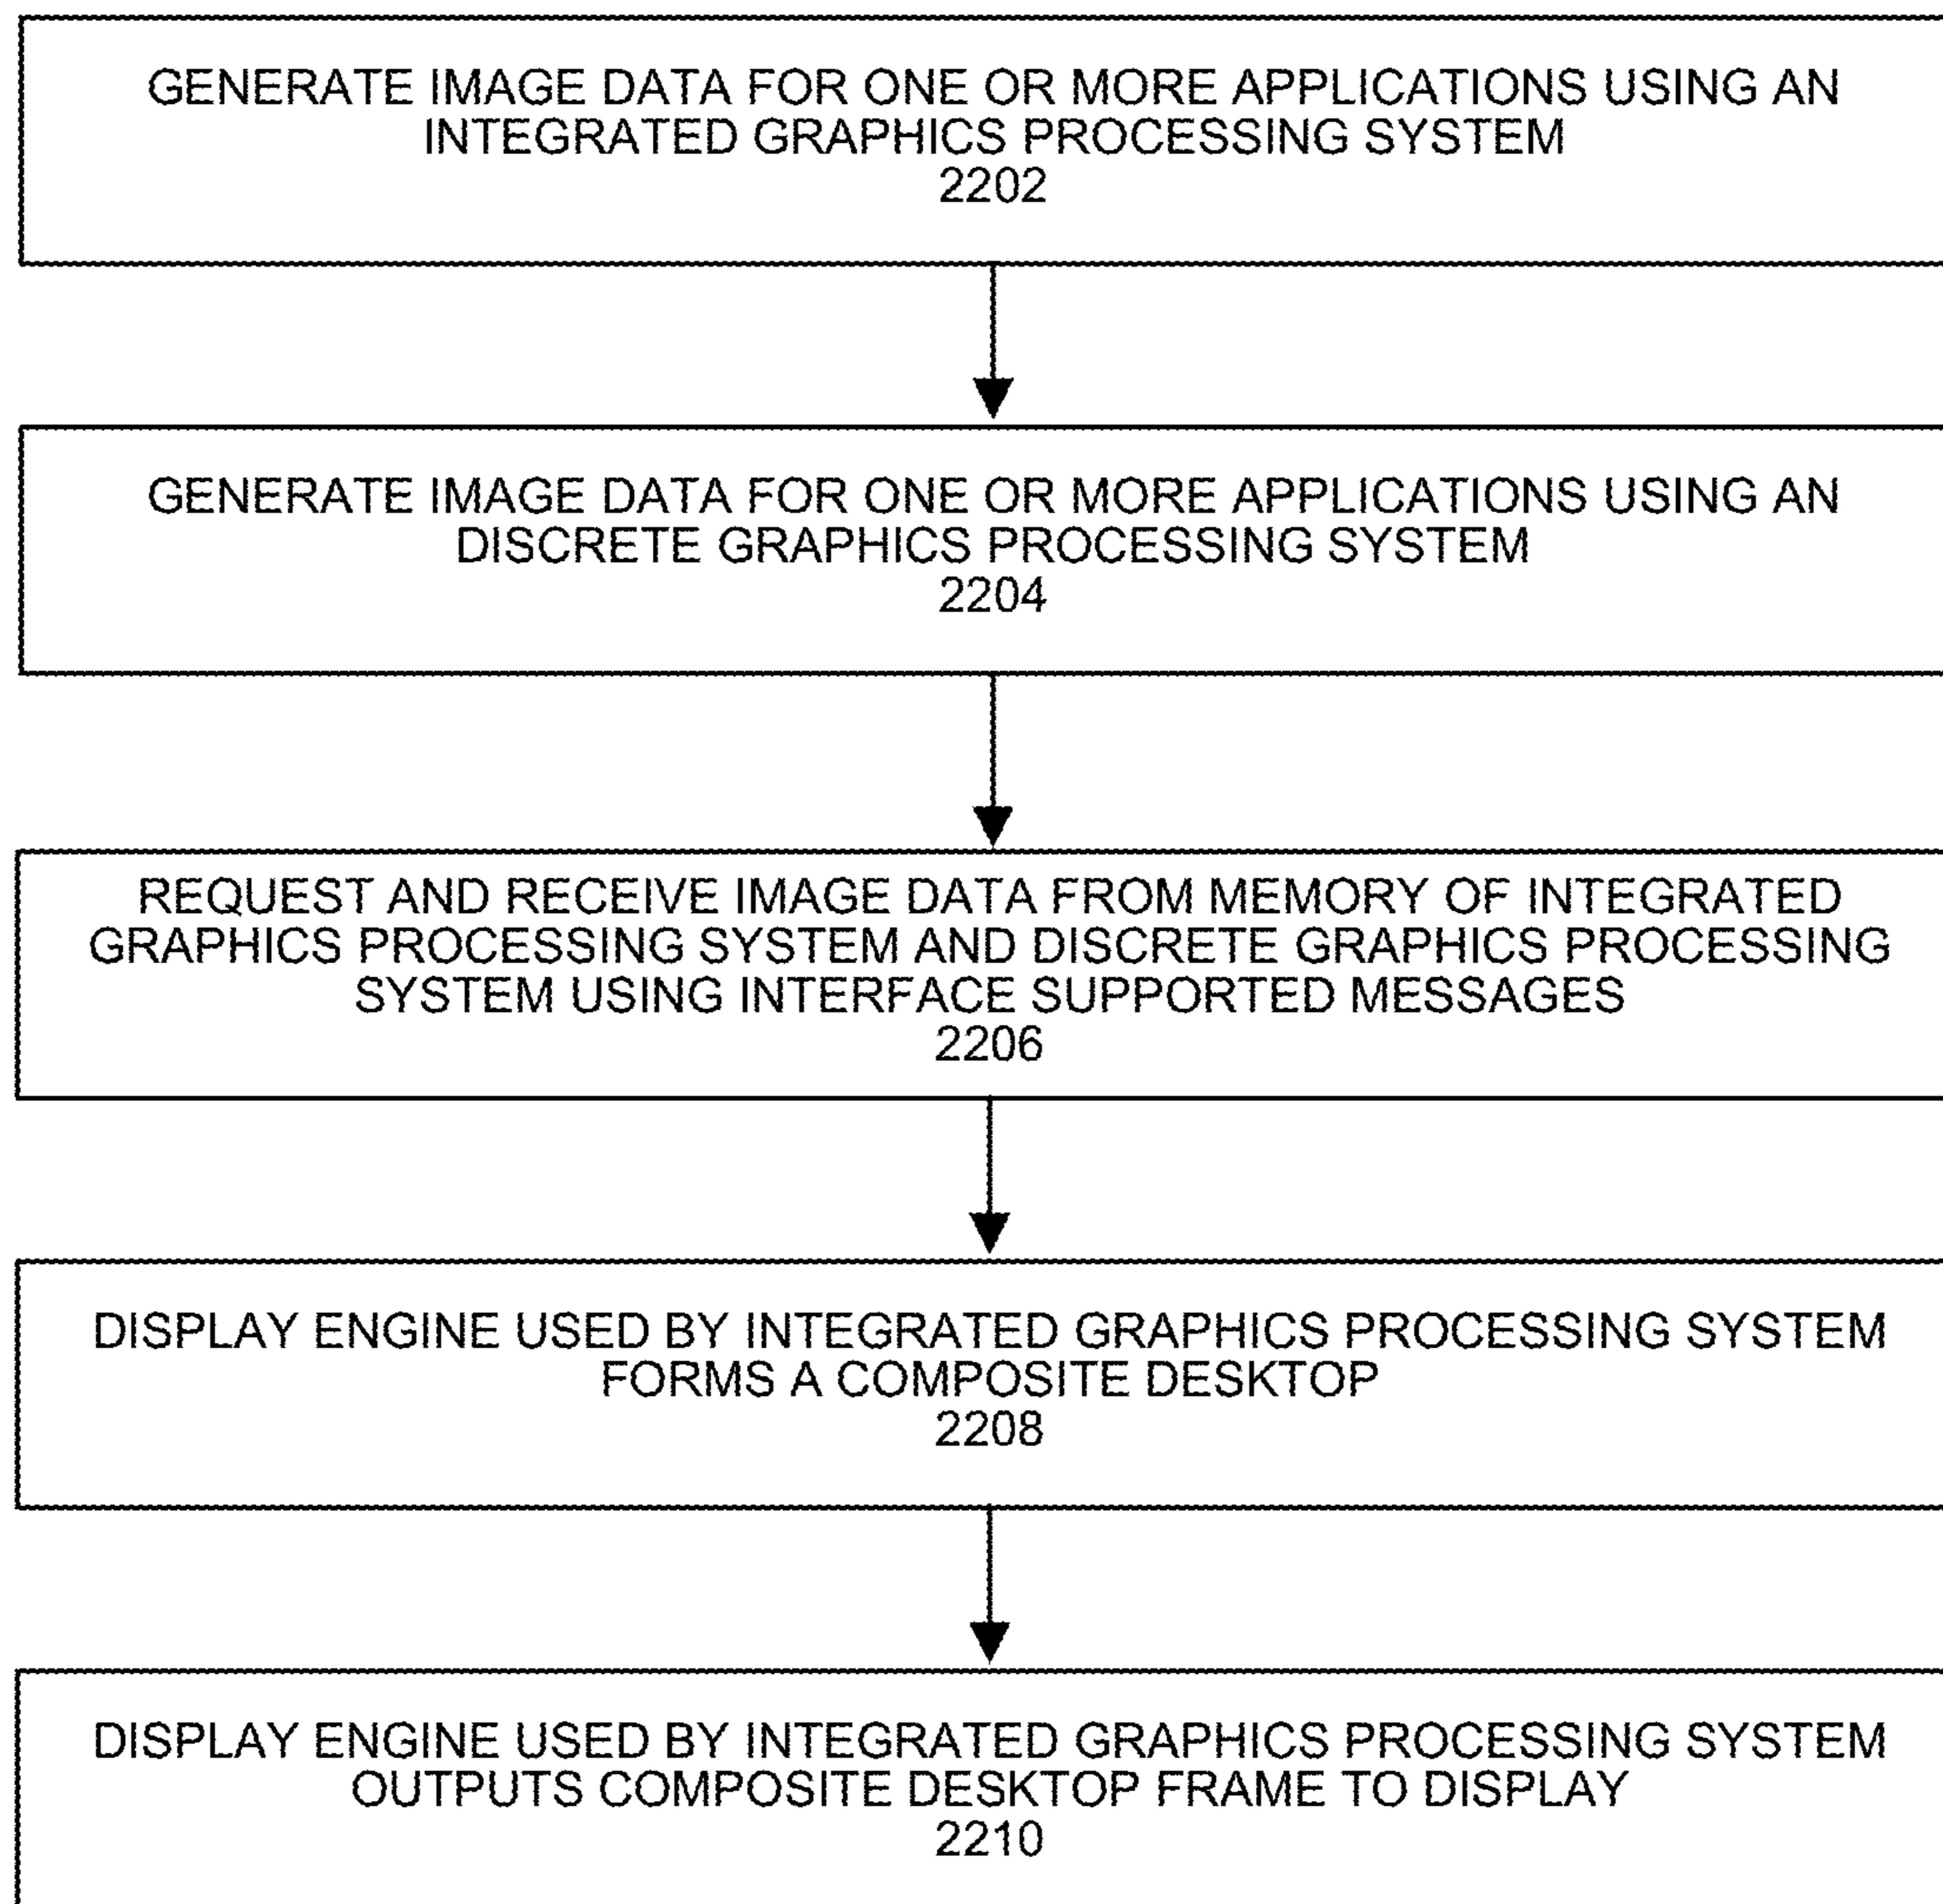 GENERATE IMAGE DATA FOR ONE OR MORE APPLICATIONS USING AN
INTEGRATED GRAPHICS PROCESSING SYSTEM
2202
GENERATE IMAGE DATA FOR ONE OR MORE APPLICATIONS USING AN
DISCRETE GRAPHICS PROCESSING SYSTEM
2204
REQUEST AND RECEIVE IMAGE DATA FROM MEMORY OF INTEGRATED
GRAPHICS PROCESSING SYSTEM AND DISCRETE GRAPHICS PROCESSING
SYSTEM USING INTERFACE SUPPORTED MESSAGES
2206
DISPLAY ENGINE USED BY INTEGRATED GRAPHICS PROCESSING SYSTEM
FORMS A COMPOSITE DESKTOP
2208
DISPLAY ENGINE USED BY INTEGRATED GRAPHICS PROCESSING SYSTEM
OUTPUTS COMPOSITE DESKTOP FRAME TO DISPLAY
2210